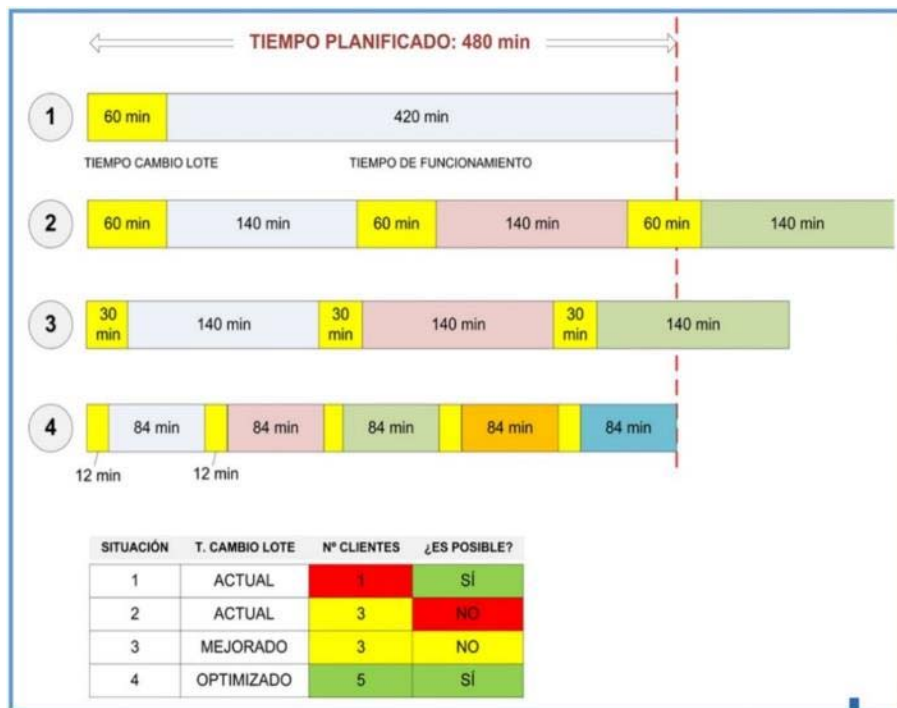 TIEMPO PLANIFICADO: 480 min
1
60 min
420 min
TIEMPO CAMBIO LOTE
TIEMPO DE FUNCIONAMIENTO
2
60 min
140 min
60 min
140 min
60 min
140 min
3
30 min
140 min
30 min
140 min
30 min
140 min
4
84 min
84 min
84 min
84 min
84 min
12 min
12 min
SITUACIÓN T. CAMBIO LOTE Nº CLIENTES ¿ES POSIBLE?
1 ACTUAL 1 SÍ
2 ACTUAL 3 NO
3 MEJORADO 3 NO
4 OPTIMIZADO 5 SÍ